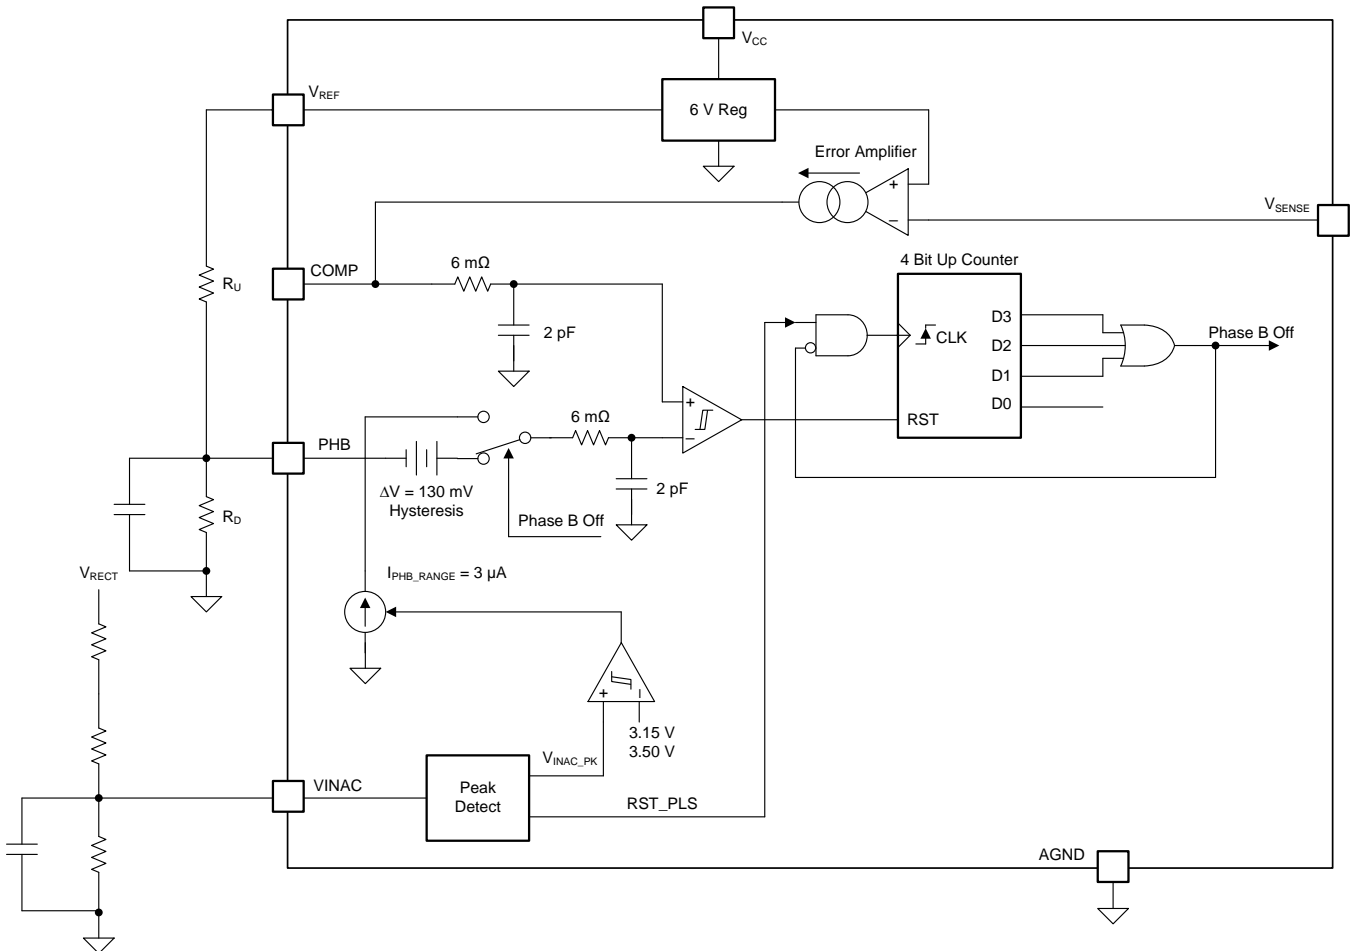 VCC
VREF
6 V Reg
Error Amplifier
+
−
VSENSE
COMP
6 mΩ
2 pF
RU
4 Bit Up Counter
CLK
D3
D2
D1
D0
RST
Phase B Off
PHB
ΔV = 130 mV
Hysteresis
6 mΩ
+
−
2 pF
Phase B Off
RD
VRECT
IPHB_RANGE = 3 µA
+
−
3.15 V
3.50 V
VINAC_PK
VINAC
Peak
Detect
RST_PLS
AGND